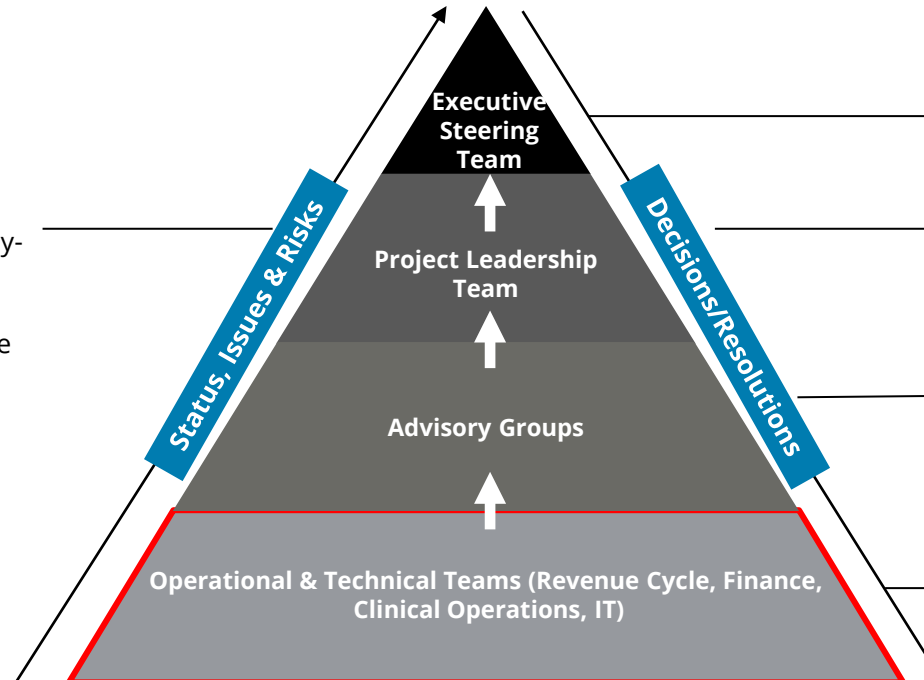 Executive
Steering
Team
Status, Issues & Risks
Decisions/Resolutions
y-
Project Leadership
Team
e
Advisory Groups
Operational & Technical Teams (Revenue Cycle, Finance,
Clinical Operations, IT)